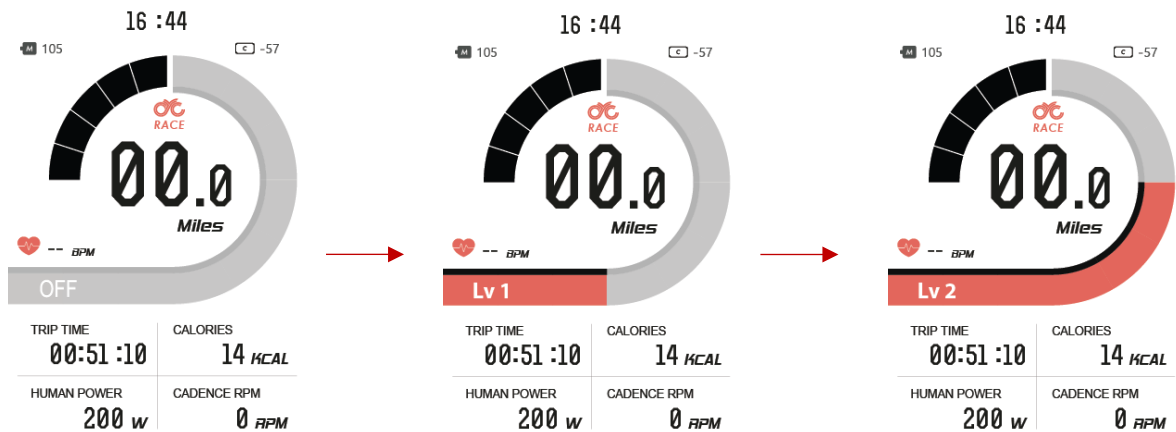 16 :44
M 105
C -57
RACE
00.0
Miles
-- BPM
OFF
TRIP TIME
CALORIES
00:51 :10
14 KCAL
HUMAN POWER
CADENCE RPM
200 W
0 RPM
16 :44
M 105
C -57
RACE
00.0
Miles
-- BPM
Lv 1
TRIP TIME
CALORIES
00:51 :10
14 KCAL
HUMAN POWER
CADENCE RPM
200 W
0 RPM
16 :44
M 105
C -57
RACE
00.0
Miles
-- BPM
Lv 2
TRIP TIME
CALORIES
00:51 :10
14 KCAL
HUMAN POWER
CADENCE RPM
200 W
0 RPM